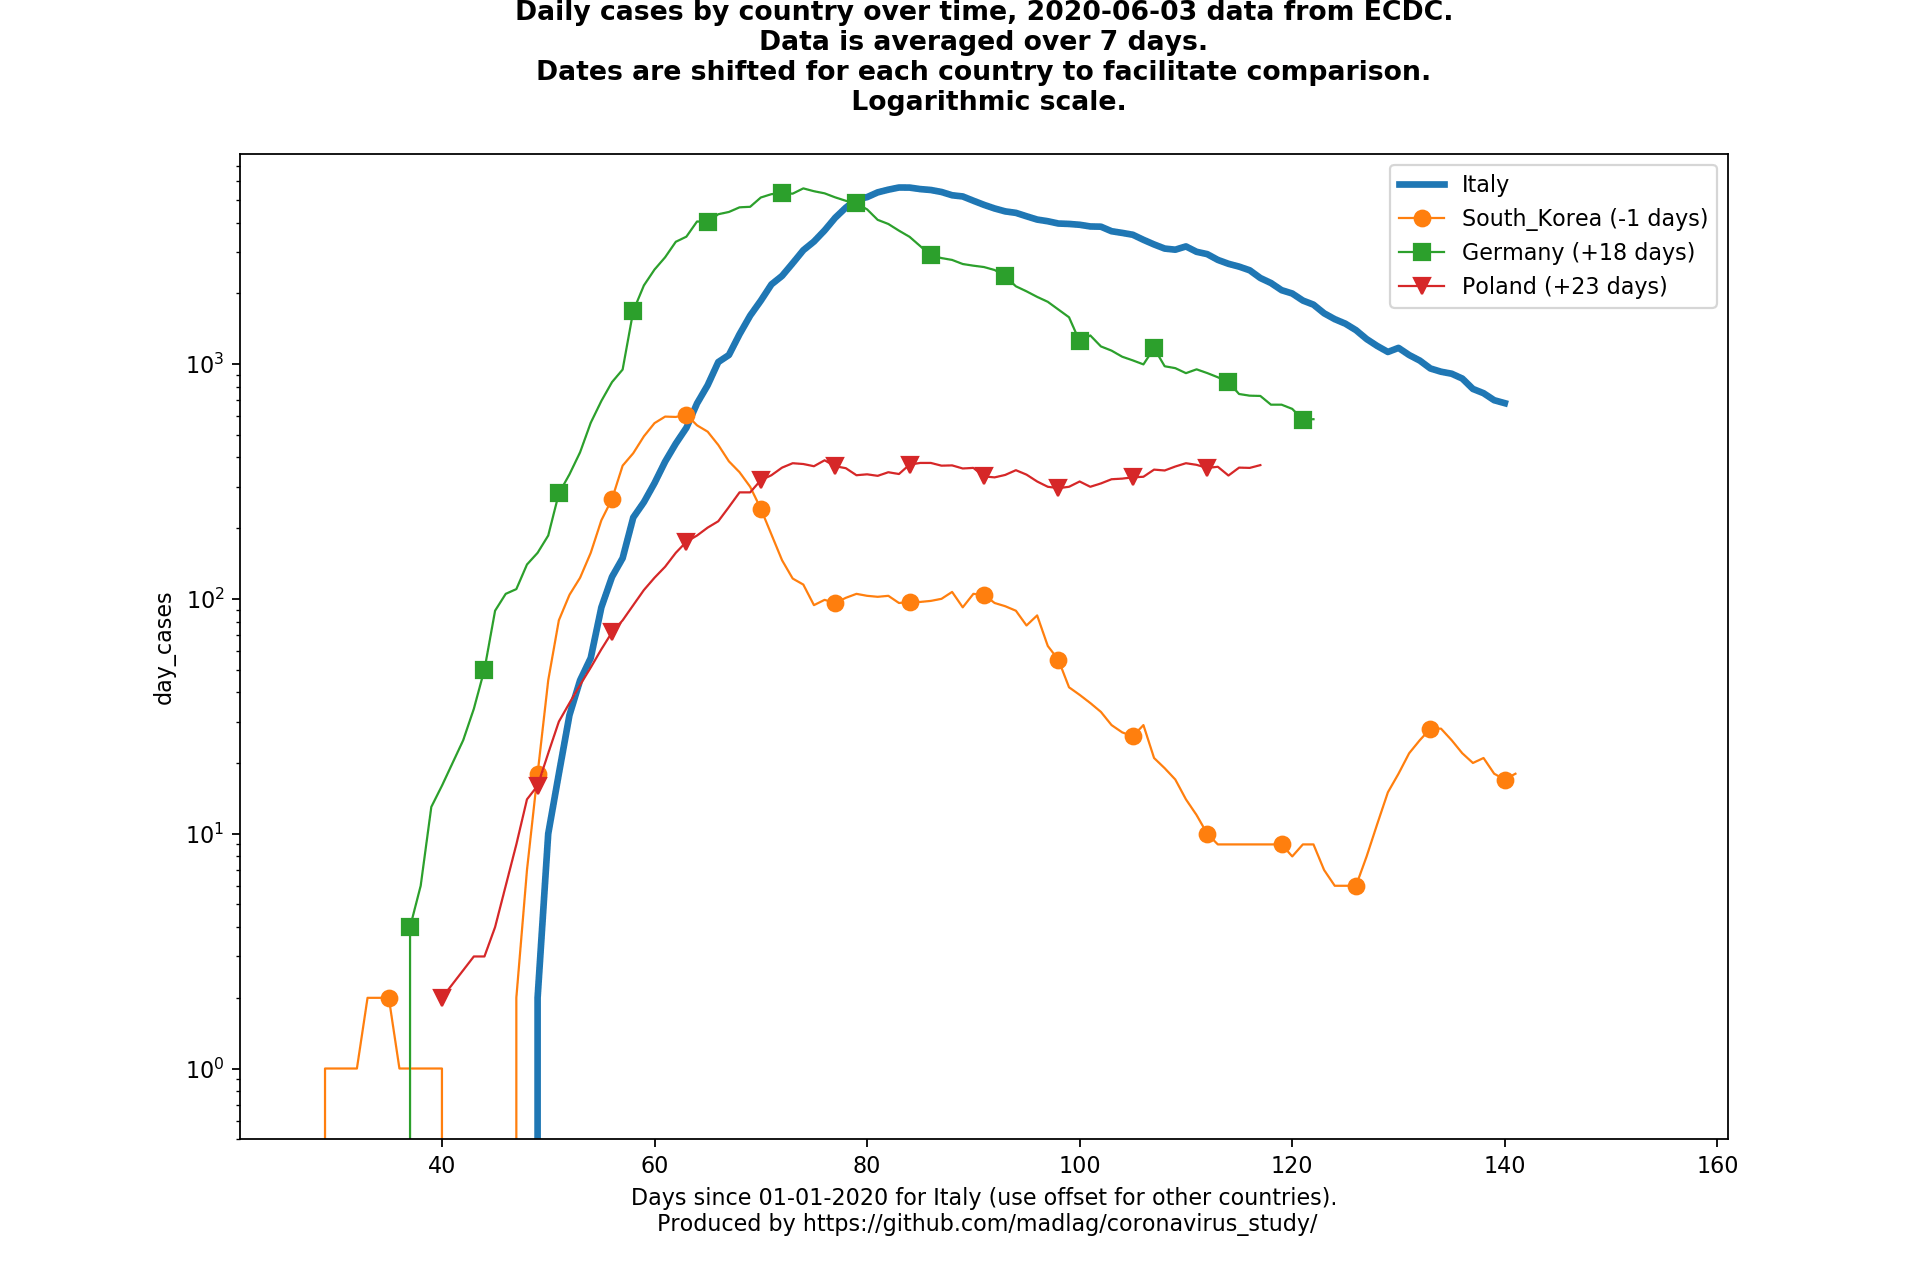 Daily cases by country over time, 2020-06-03 data from ECDC.
Data is averaged over 7 days.
Dates are shifted for each country to facilitate comparison.
Logarithmic scale.
Italy
South_Korea (-1 days)
Germany (+18 days)
Poland (+23 days)
day_cases
10³
10²
10¹
10⁰
40 60 80 100 120 140 160
Days since 01-01-2020 for Italy (use offset for other countries).
Produced by https://github.com/madlag/coronavirus_study/